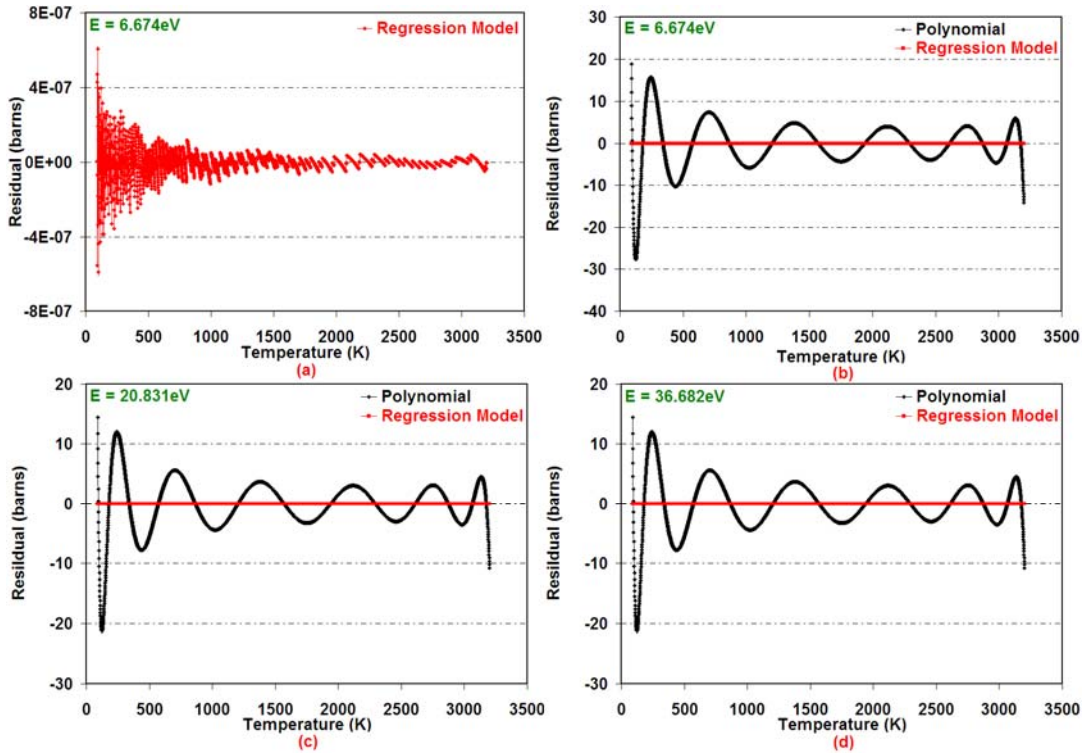 8E-07
E = 6.674eV
Regression Model
4E-07
0E+00
-4E-07
-8E-07
Residual (barns)
0 500 1000 1500 2000 2500 3000 3500
Temperature (K)
(a)
30
E = 6.674eV
Polynomial
Regression Model
20
10
0
-10
-20
-30
-40
Resildual (barns)
0 500 1000 1500 2000 2500 3000 3500
Temperature (K)
(b)
20
E = 20.831eV
Polynomial
Regression Model
10
0
-10
-20
-30
Resildual (barns)
0 500 1000 1500 2000 2500 3000 3500
Temperature (K)
(c)
20
E = 36.682eV
Polynomial
Regression Model
10
0
-10
-20
-30
Resildual (barns)
0 500 1000 1500 2000 2500 3000 3500
Temperature (K)
(d)